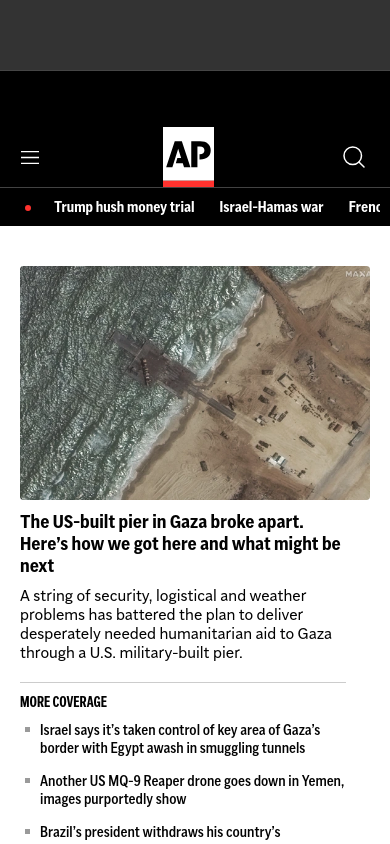 AP
Trump hush money trial Israel-Hamas war Frenc
The US-built pier in Gaza broke apart.
Here’s how we got here and what might be
next
A string of security, logistical and weather
problems has battered the plan to deliver
desperately needed humanitarian aid to Gaza
through a U.S. military-built pier.
MORE COVERAGE
Israel says it’s taken control of key area of Gaza’s
border with Egypt awash in smuggling tunnels
Another US MQ-9 Reaper drone goes down in Yemen,
images purportedly show
Brazil’s president withdraws his country’s